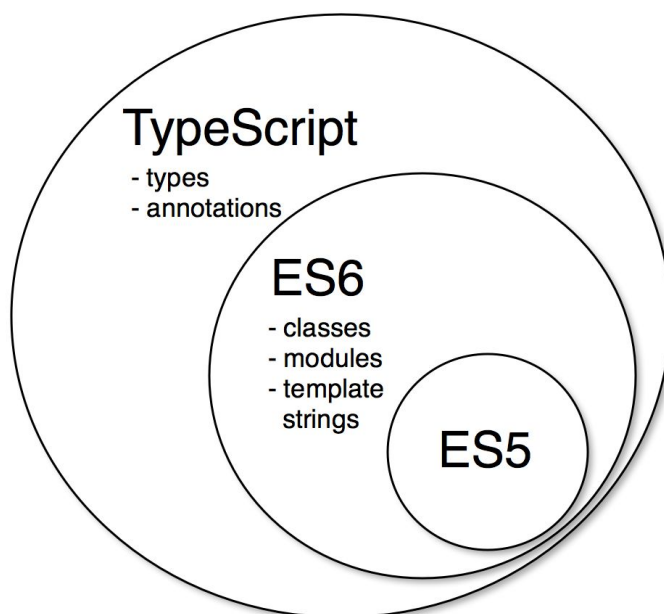 TypeScript
- types
- annotations
ES6
- classes
- modules
- template
strings
ES5